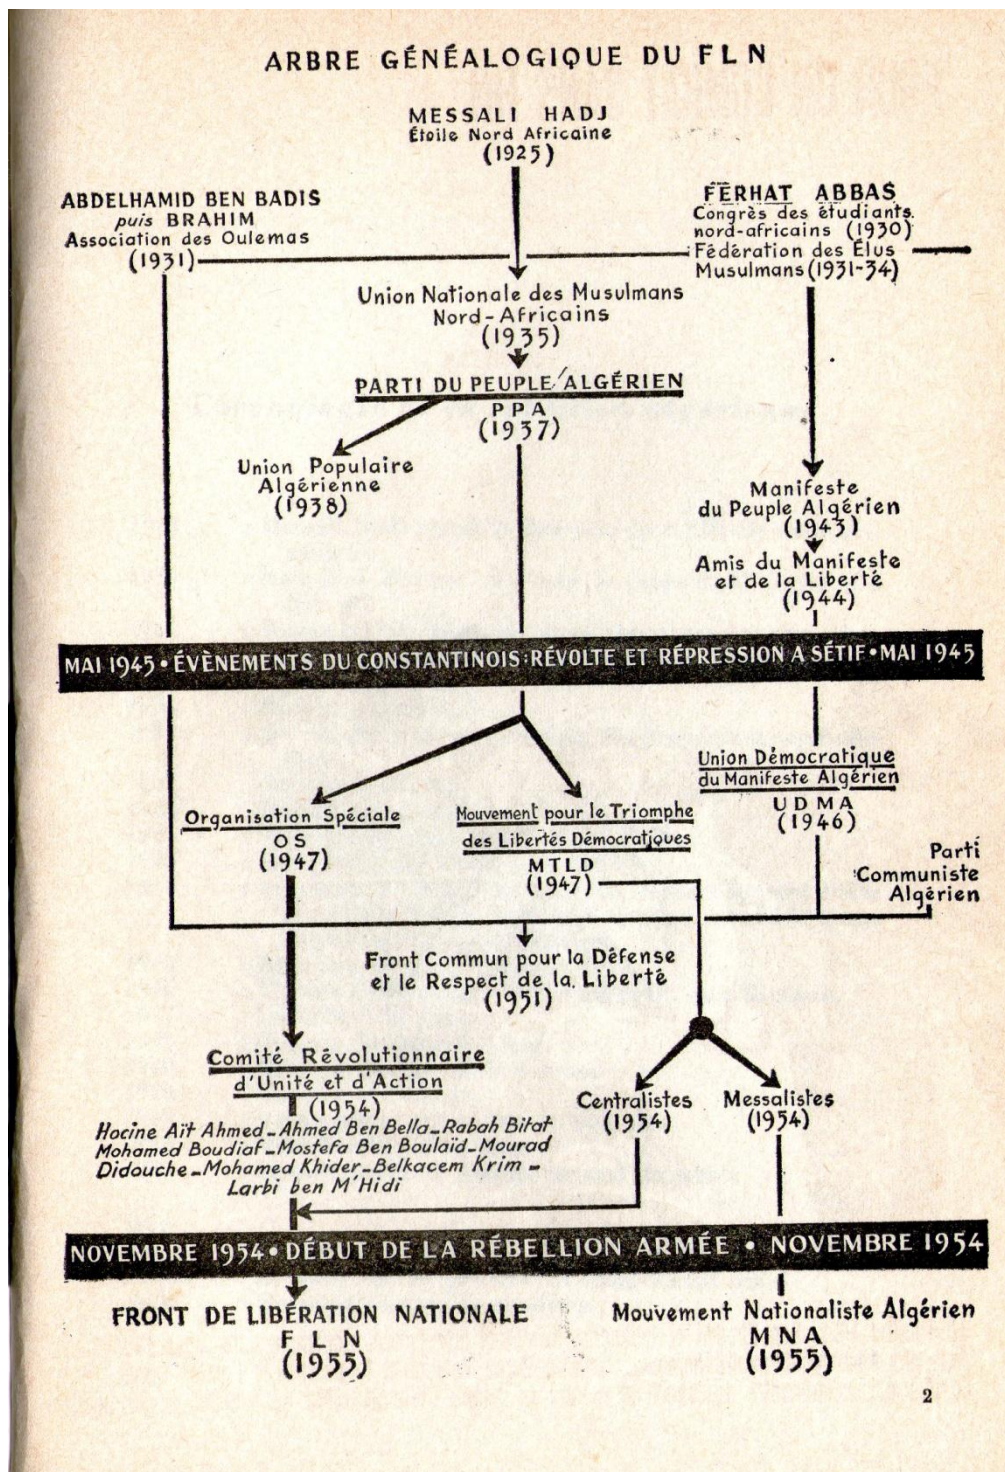 ARBRE GÉNÉALOGIQUE DU FLN
MESSALI HADJ
Étoile Nord Africaine
(1925)
ABDELHAMID BEN BADIS
puis BRAHIM
Association des Oulemas
(1931)
FERHAT ABBAS
Congrès des étudiants
nord-africains (1930)
Fédération des Élus
Musulmans (1931-34)
Union Nationale des Musulmans
Nord-Africains
(1935)
PARTI DU PEUPLE ALGÉRIEN
PPA
(1937)
Union Populaire
Algérienne
(1938)
Manifeste
du Peuple Algérien
(1943)
Amis du Manifeste
et de la Liberté
(1944)
MAI 1945 • ÉVÈNEMENTS DU CONSTANTINOIS : RÉVOLTE ET RÉPRESSION A SÉTIF • MAI 1945
Union Démocratique
du Manifeste Algérien
UDMA
(1946)
Organisation Spéciale
OS
(1947)
Mouvement pour le Triomphe
des Libertés Démocratiques
MTLD
(1947)
Parti
Communiste
Algérien
Front Commun pour la Défense
et le Respect de la Liberté
(1951)
Comité Révolutionnaire
d'Unité et d'Action
(1954)
Hocine Aït Ahmed - Ahmed Ben Bella - Rabah Bitat
Mohamed Boudiaf - Mostefa Ben Boulaïd - Mourad
Didouche - Mohamed Khider - Belkacem Krim -
Larbi ben M'Hidi
Centralistes
(1954)
Messalistes
(1954)
NOVEMBRE 1954 • DÉBUT DE LA RÉBELLION ARMÉE • NOVEMBRE 1954
FRONT DE LIBÉRATION NATIONALE
FLN
(1955)
Mouvement Nationaliste Algérien
MNA
(1955)
2